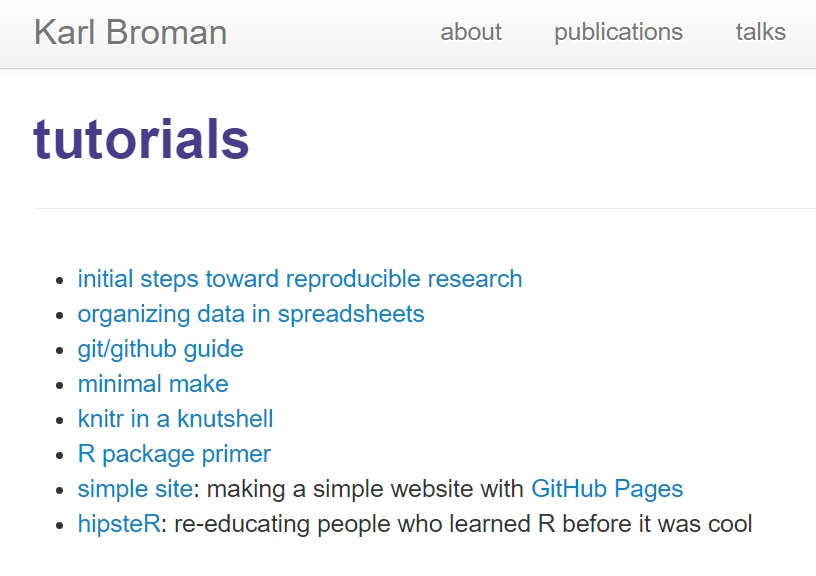 Karl Broman about publications talks
tutorials
initial steps toward reproducible research
organizing data in spreadsheets
git/github guide
minimal make
knitr in a knutshell
R package primer
simple site: making a simple website with GitHub Pages
hipsteR: re-educating people who learned R before it was cool